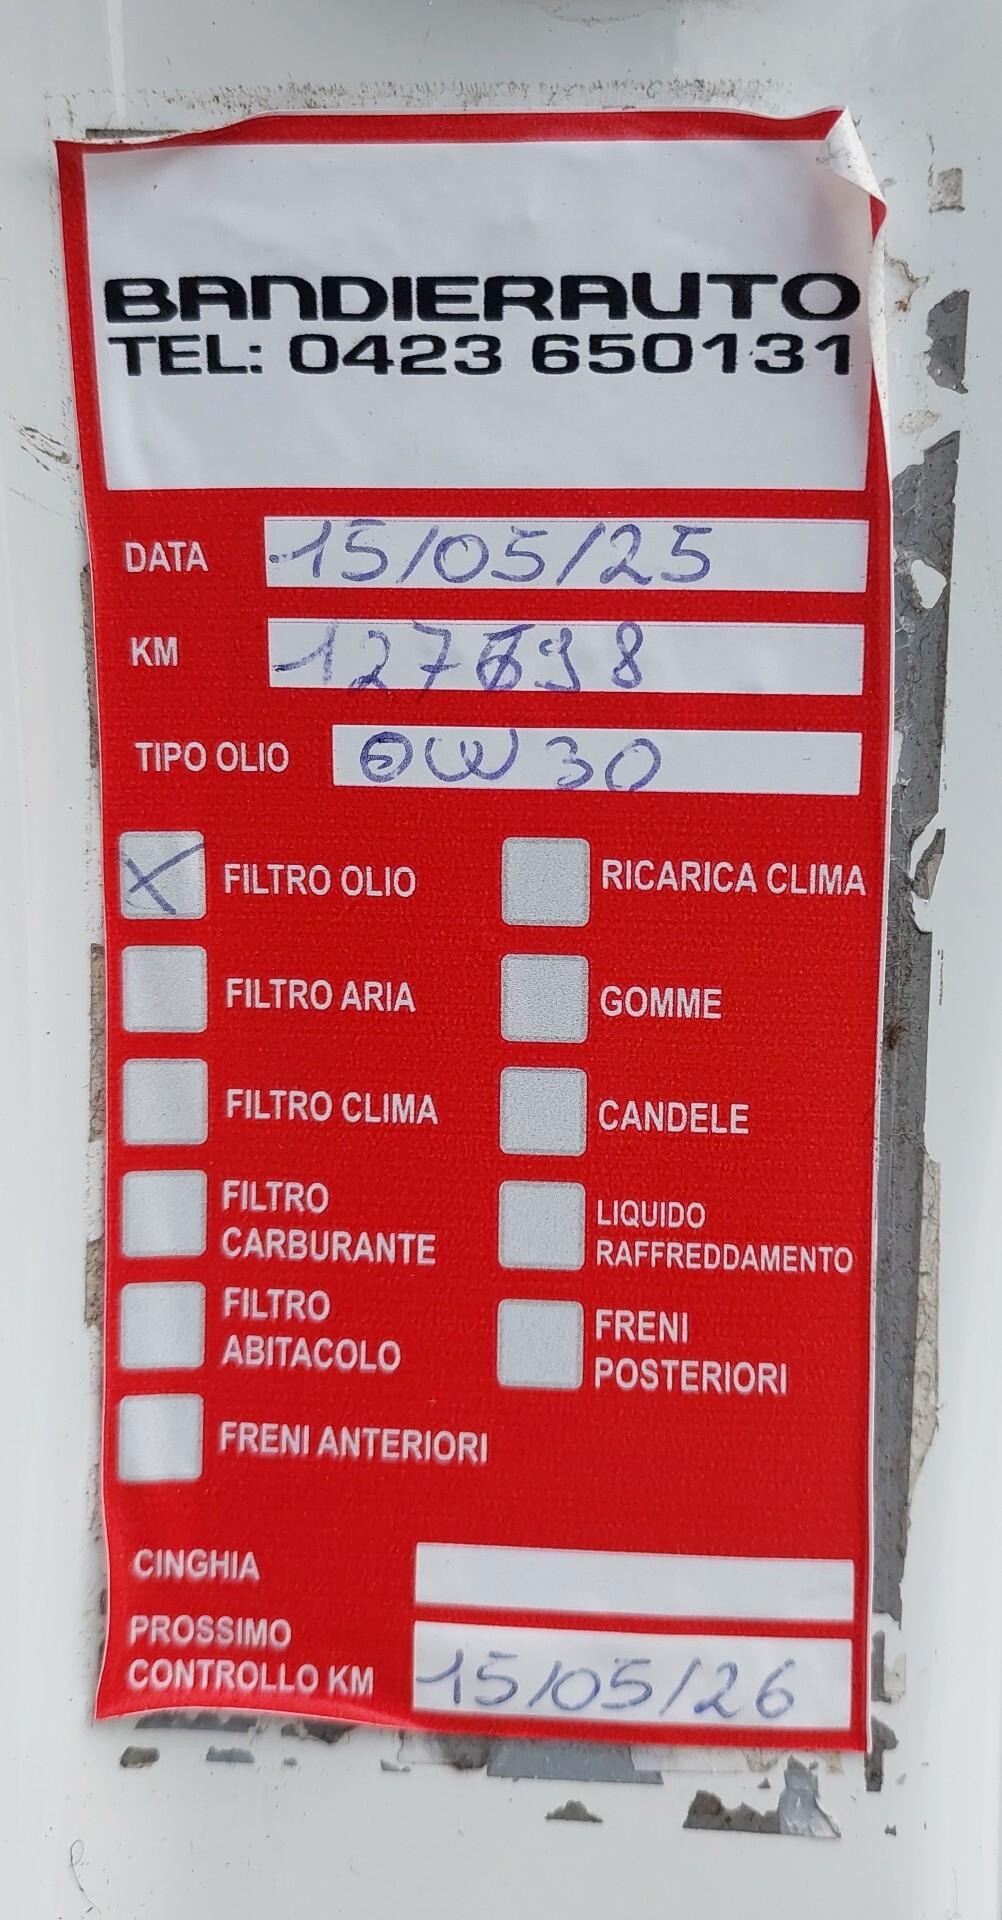 BANDIERAUTO
TEL: 0423 650131
DATA 15/05/25
KM 127698
TIPO OLIO 0W30
X FILTRO OLIO
RICARICA CLIMA
FILTRO ARIA
GOMME
FILTRO CLIMA
CANDELE
FILTRO
CARBURANTE
LIQUIDO
RAFFREDDAMENTO
FILTRO
ABITACOLO
FRENI
POSTERIORI
FRENI ANTERIORI
CINGHIA
PROSSIMO
CONTROLLO KM 15/05/26